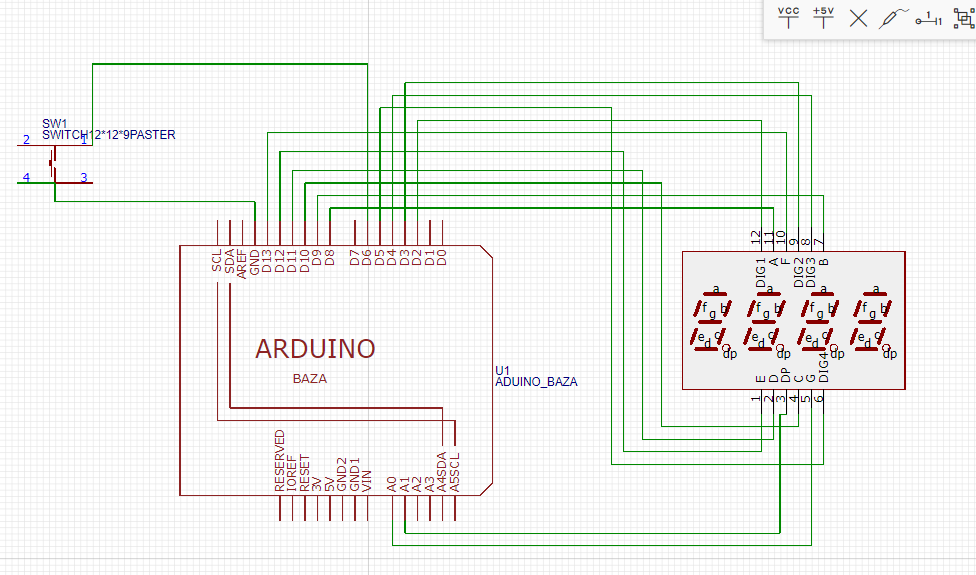 VCC
+5V
1
1
SW1
SWITCH12*12*9PASTER
2
1
4
3
SCL
SDA
AREF
GND
D13
D12
D11
D10
D9
D8
D7
D6
D5
D4
D3
D2
D1
D0
ARDUINO
BAZA
U1
ADUINO_BAZA
RESERVED
IOREF
RESET
3V
5V
GND2
GND1
VIN
A0
A1
A2
A3
A4SDA
A5SCL
12
11
10
9
8
7
DIG1
A
F
DIG2
DIG3
B
a
f
g
b
e
d
c
dp
a
f
g
b
e
d
c
dp
a
f
g
b
e
d
c
dp
a
f
g
b
e
d
c
dp
E
D
DP
C
G
DIG4
1
2
3
4
5
6